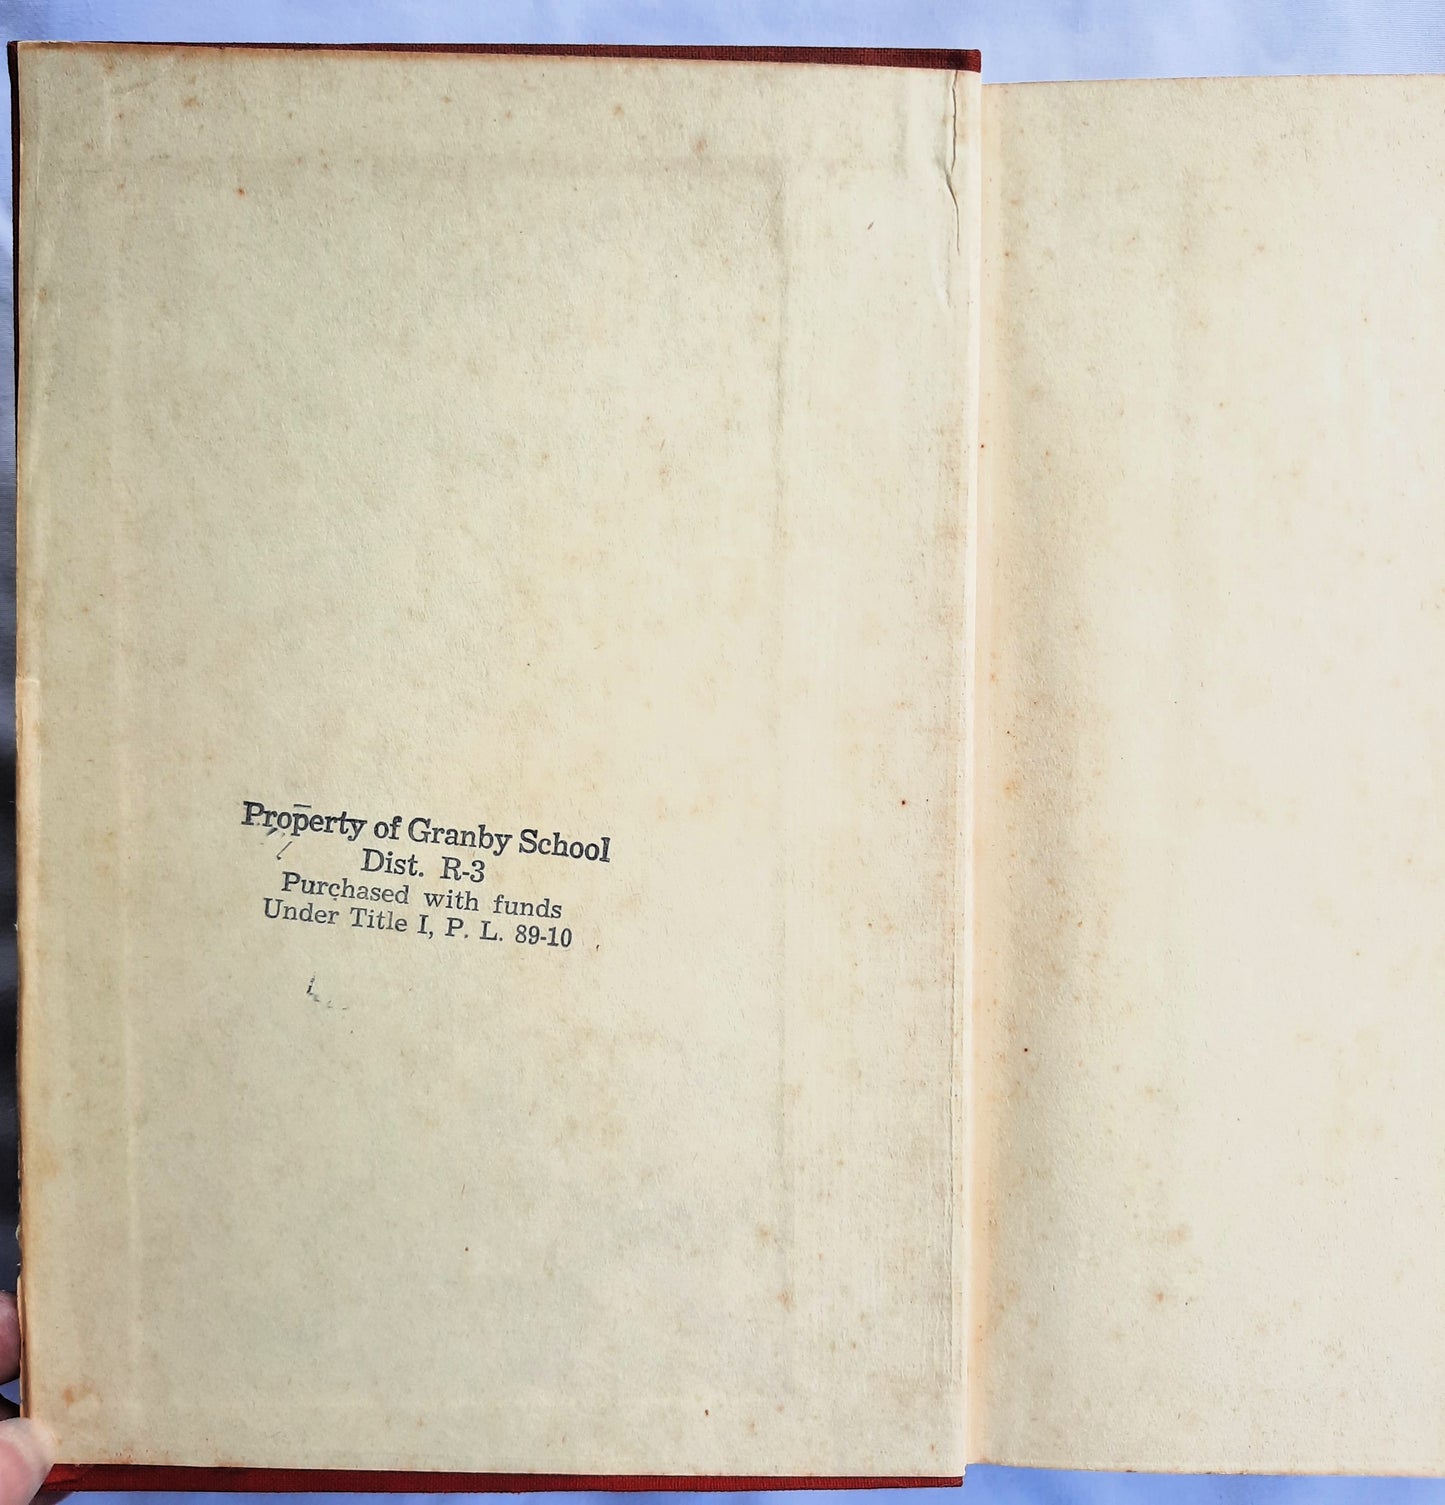 Property of Granby School
Dist. R-3
Purchased with funds
Under Title I, P. L. 89-10